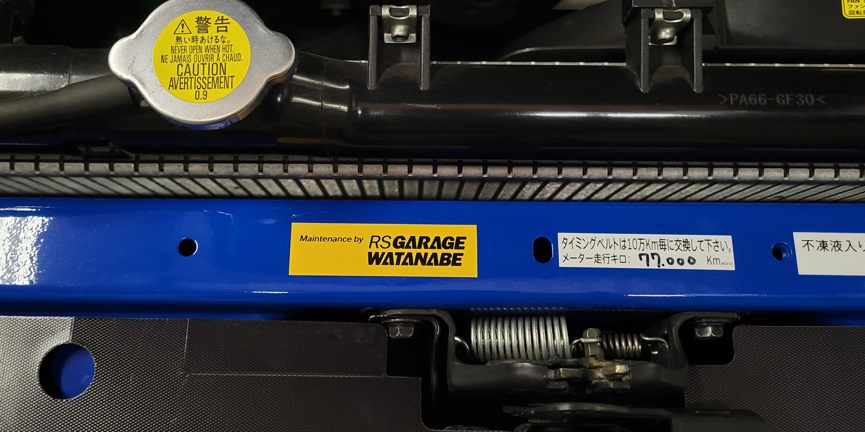 警告
熱い時あけるな。
NEVER OPEN WHEN HOT.
NE JAMAIS OUVRIR À CHAUD.
CAUTION
AVERTISSEMENT
0.9
FAN
>PA66-GF30<
Maintenance by RSGARAGE
WATANABE
タイミングベルトは10万Km毎に交換して下さい。
メーター走行キロ: 77.000 Km
不凍液入り